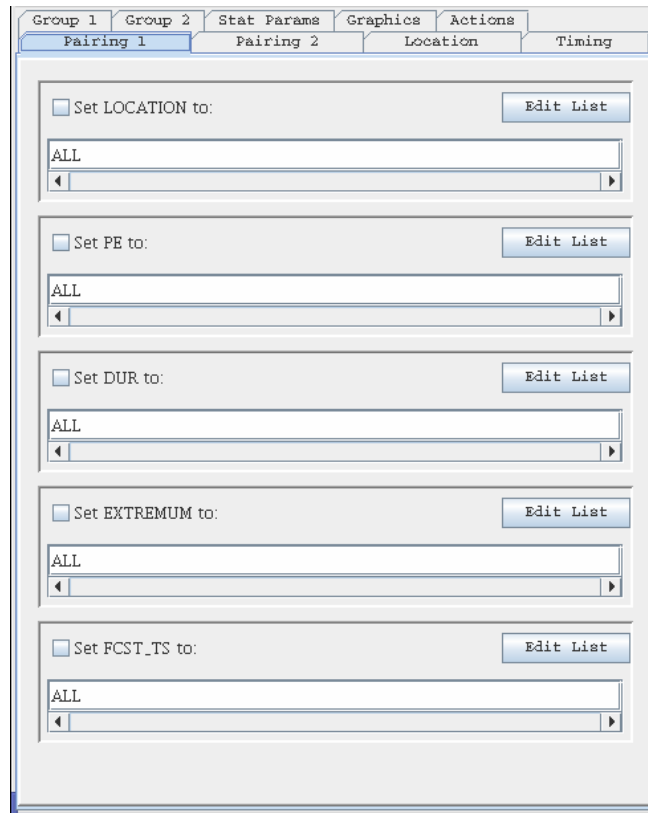 Group 1 Group 2 Stat Params Graphics Actions
Pairing 1 Pairing 2 Location Timing
Set LOCATION to: Edit List
ALL
Set PE to: Edit List
ALL
Set DUR to: Edit List
ALL
Set EXTREMUM to: Edit List
ALL
Set FCST_TS to: Edit List
ALL